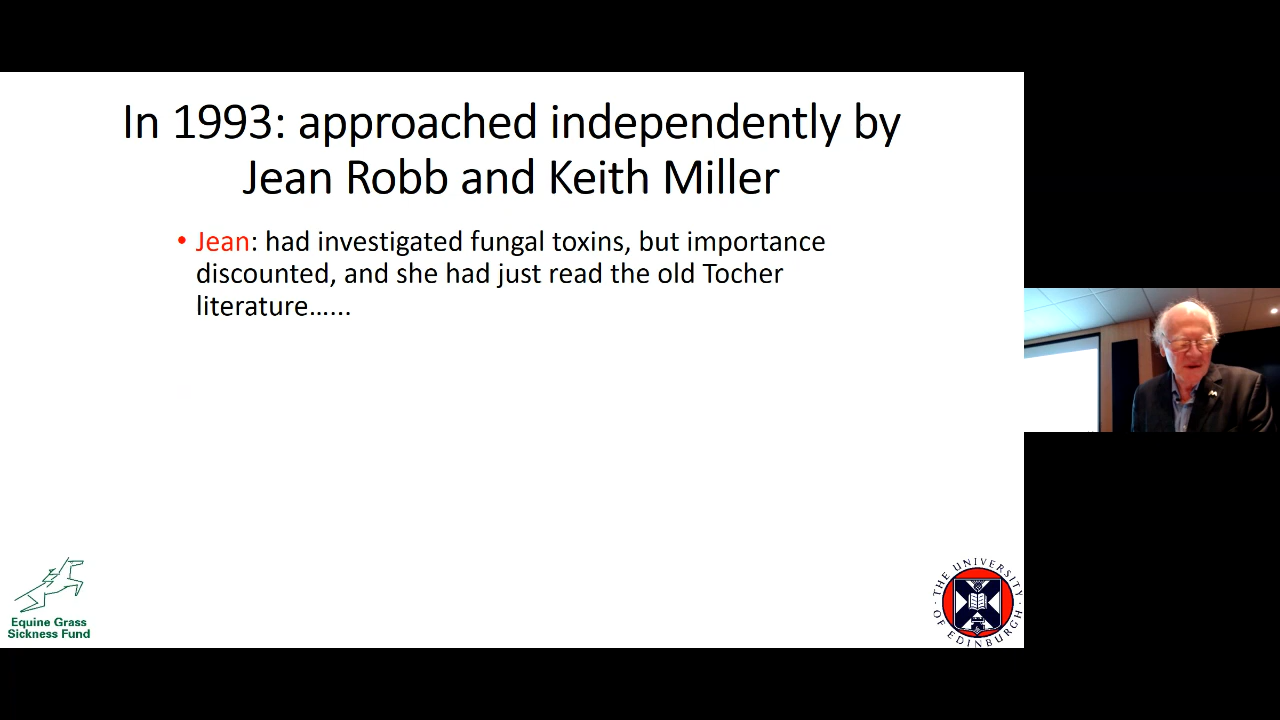 In 1993: approached independently by
Jean Robb and Keith Miller
• Jean: had investigated fungal toxins, but importance
discounted, and she had just read the old Tocher
literature…...
Equine Grass
Sickness Fund
THE UNIVERSITY
OF EDINBURGH